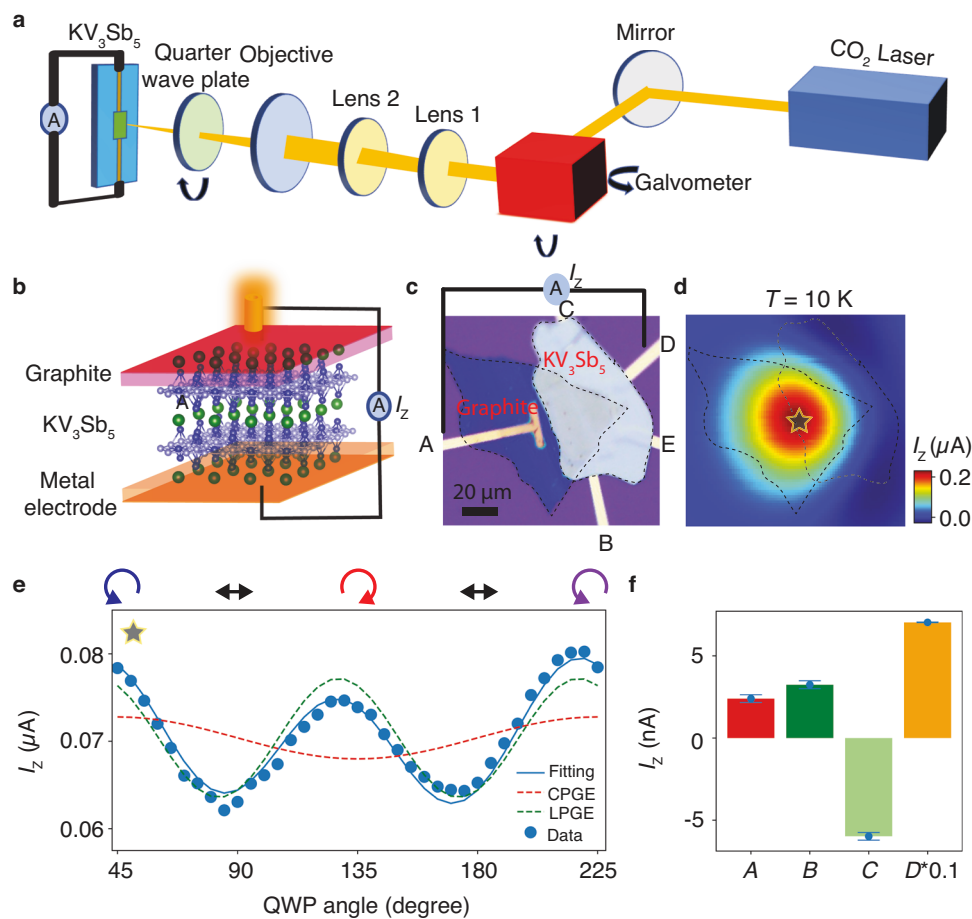 a
KV3Sb5
Quarter
wave plate
Objective
Lens 2
Lens 1
Mirror
CO2 Laser
A
Galvometer
b
Graphite
A
KV3Sb5
A
IZ
Metal
electrode
c
A
IZ
C
D
KV3Sb5
Graphite
A
E
20 μm
B
d
T = 10 K
IZ (μA)
0.2
0.0
e
0.08
0.07
0.06
IZ (μA)
Fitting
CPGE
LPGE
Data
45
90
135
180
225
QWP angle (degree)
f
5
0
-5
IZ (nA)
A
B
C
D*0.1